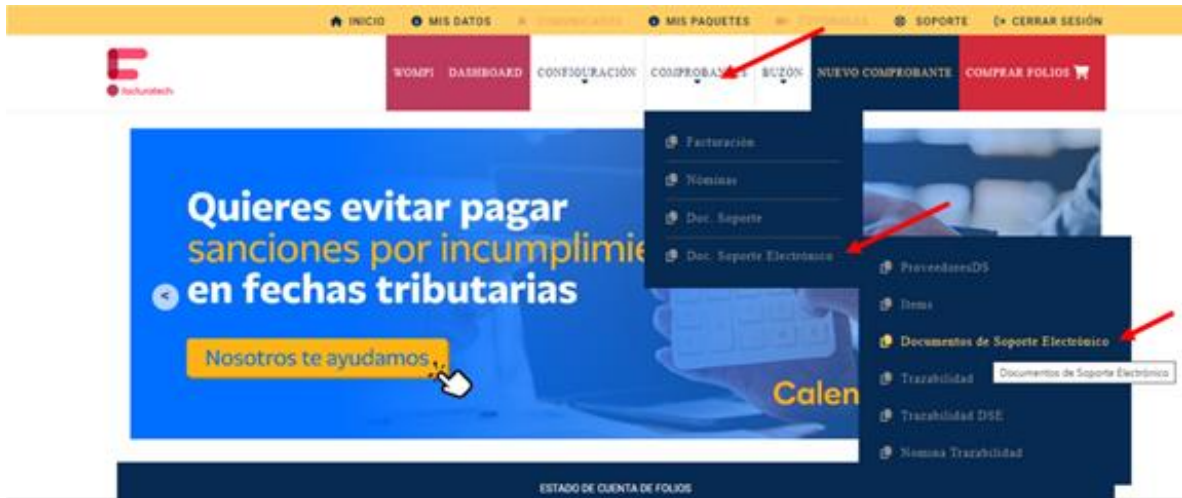 INICIO MIS DATOS MIS PAQUETES SOPORTE CERRAR SESIÓN
facturatech
WOMPI DASHBOARD CONFIGURACIÓN COMPROBANTES BUZÓN NUEVO COMPROBANTE COMPRAR FOLIOS
Facturación
Nóminas
Doc. Soporte
Doc. Soporte Electrónico
ProveedoresDS
Items
Documentos de Soporte Electrónico
Documentos de Soporte Electrónico
Trazabilidad
Trazabilidad DSE
Nomina Trazabilidad
Quieres evitar pagar
sanciones por incumplimie
en fechas tributarias
<
Nosotros te ayudamos
Calen
ESTADO DE CUENTA DE FOLIOS